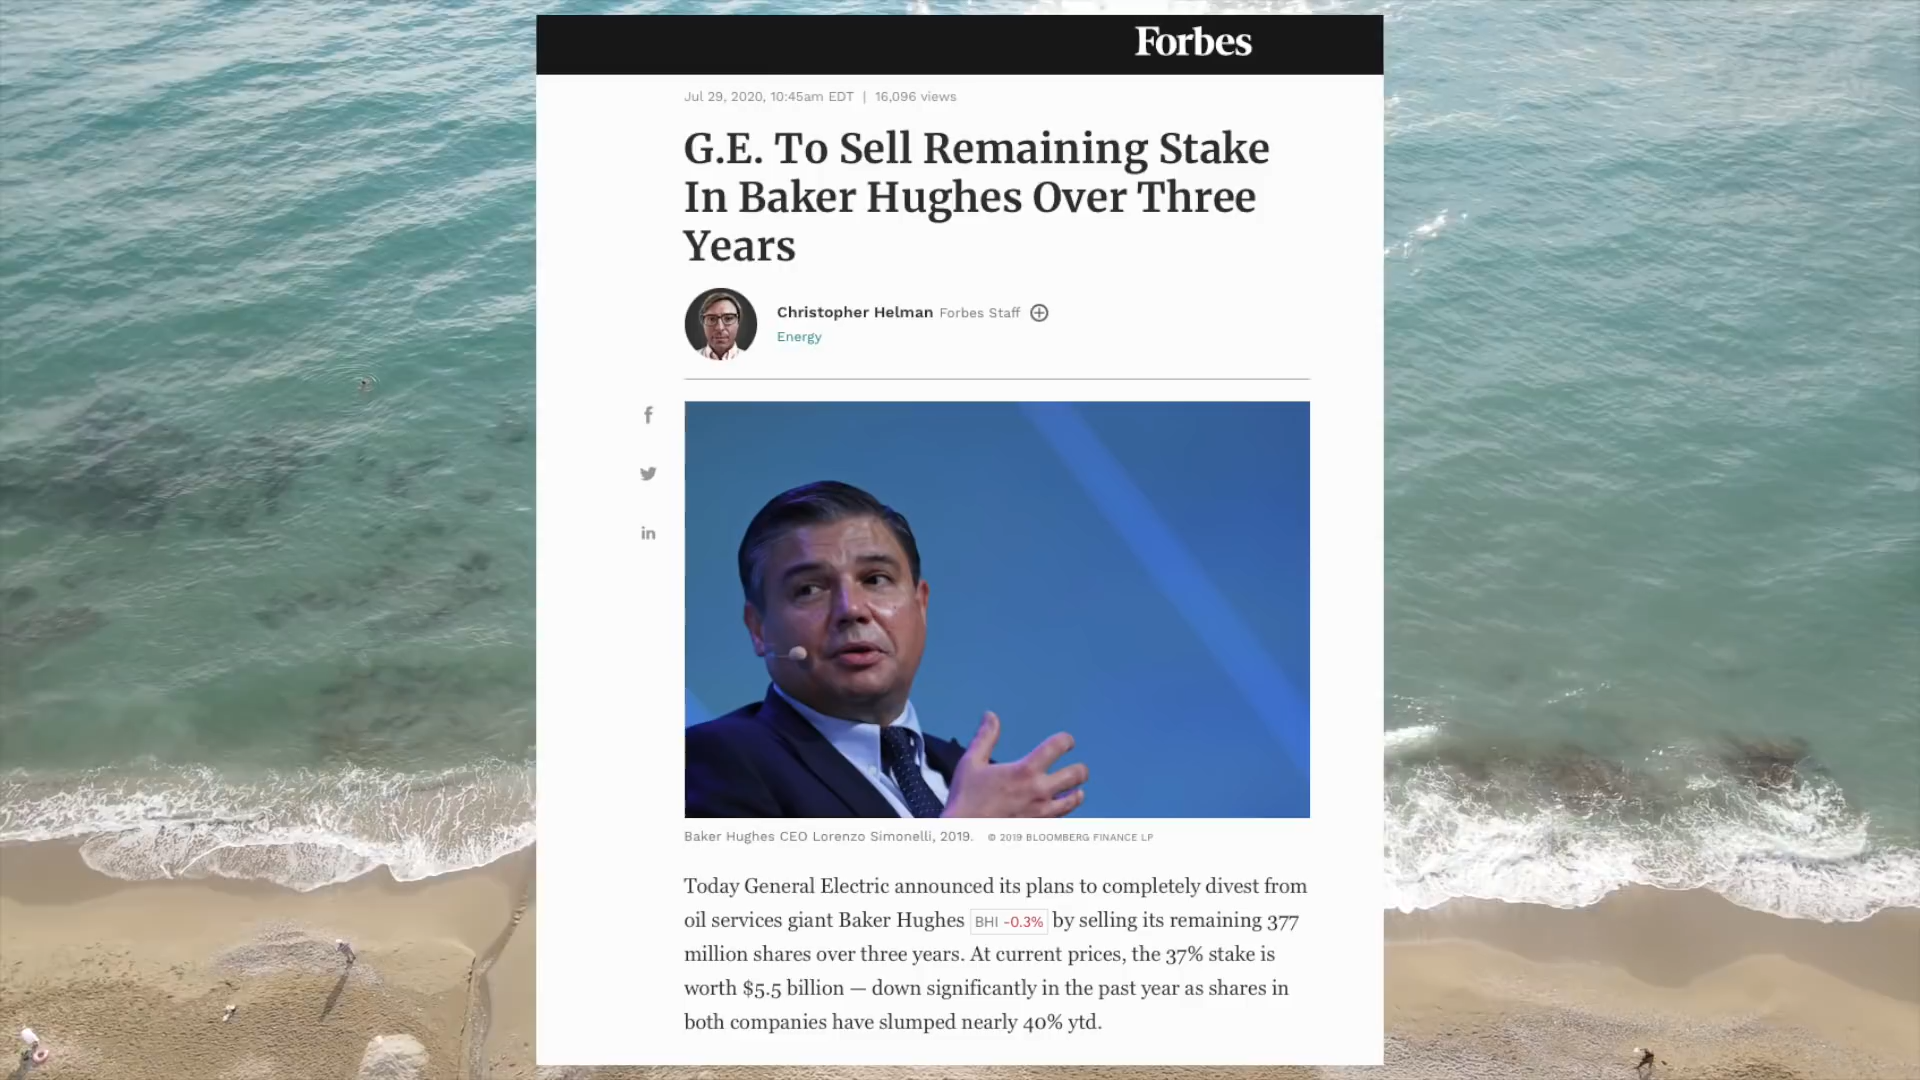 Forbes
Jul 29, 2020, 10:45am EDT | 16,096 views
G.E. To Sell Remaining Stake
In Baker Hughes Over Three
Years
Christopher Helman Forbes Staff
Energy
f
in
Baker Hughes CEO Lorenzo Simonelli, 2019. © 2019 BLOOMBERG FINANCE LP
Today General Electric announced its plans to completely divest from
oil services giant Baker Hughes BHI -0.3% by selling its remaining 377
million shares over three years. At current prices, the 37% stake is
worth $5.5 billion — down significantly in the past year as shares in
both companies have slumped nearly 40% ytd.